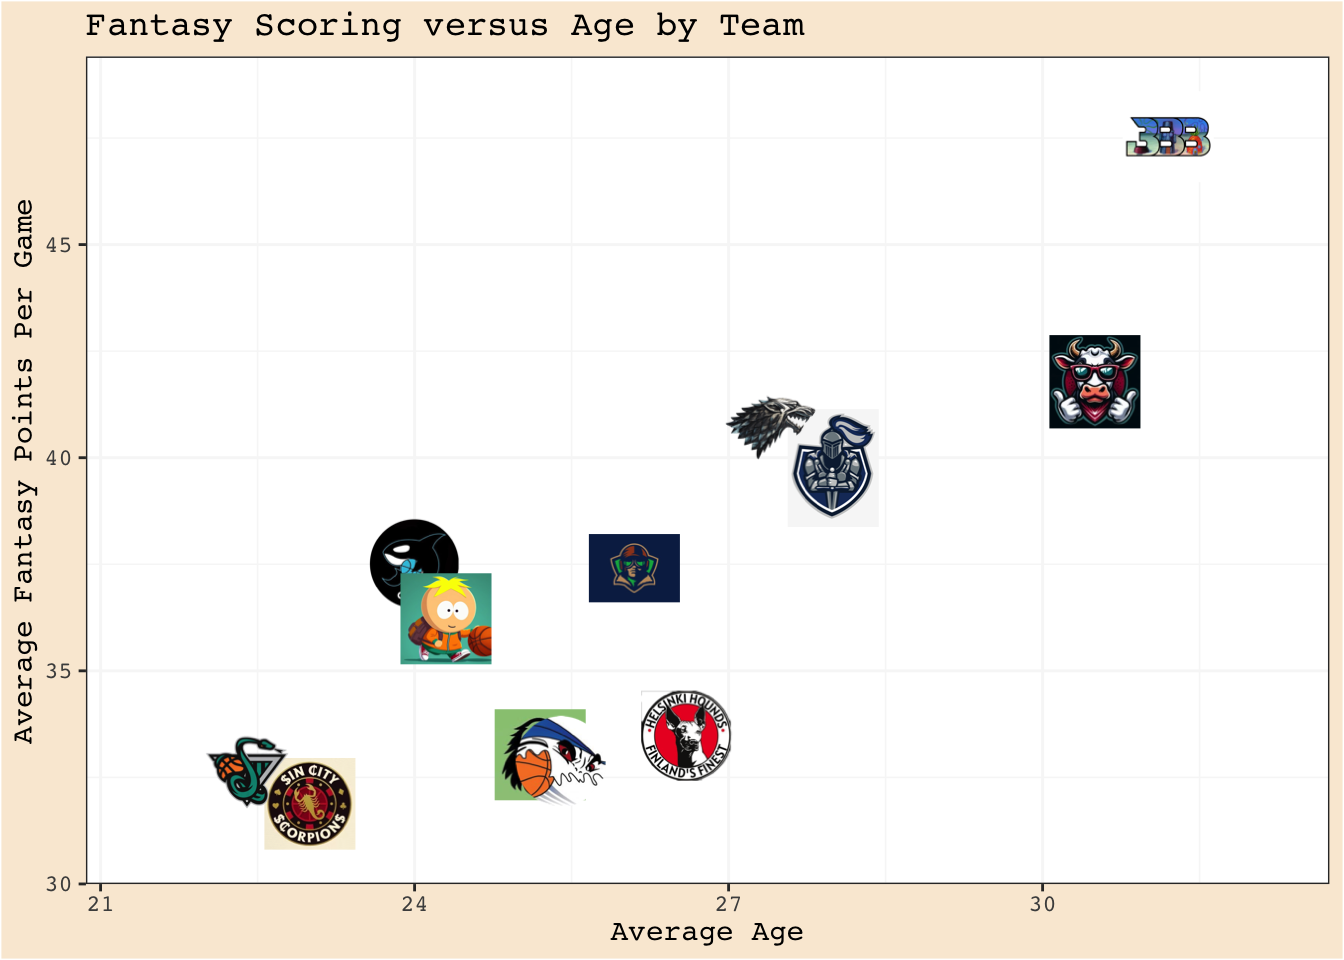 Fantasy Scoring versus Age by Team
Average Fantasy Points Per Game
45
40
35
30
21
24
27
30
Average Age
BBB
HELSINKI HOUNDS
FINLAND'S FINEST
SIN CITY
SCORPIONS